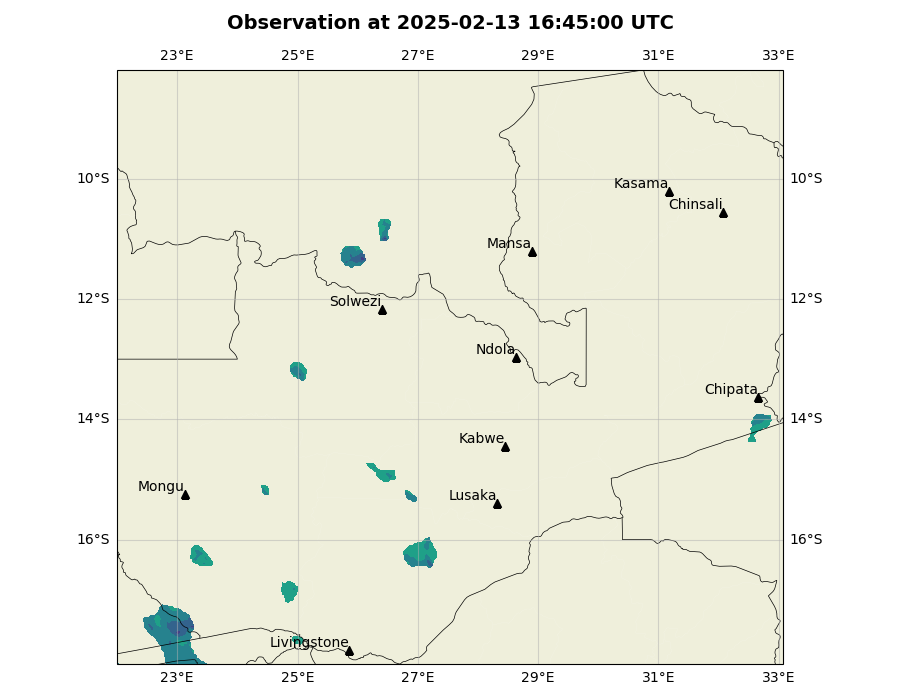 Observation at 2025-02-13 16:45:00 UTC
23°E 25°E 27°E 29°E 31°E 33°E
10°S 10°S
Kasama
Chinsali
Mansa
12°S 12°S
Solwezi
Ndola
Chipata
14°S 14°S
Kabwe
Mongu
Lusaka
16°S 16°S
Livingstone
23°E 25°E 27°E 29°E 31°E 33°E